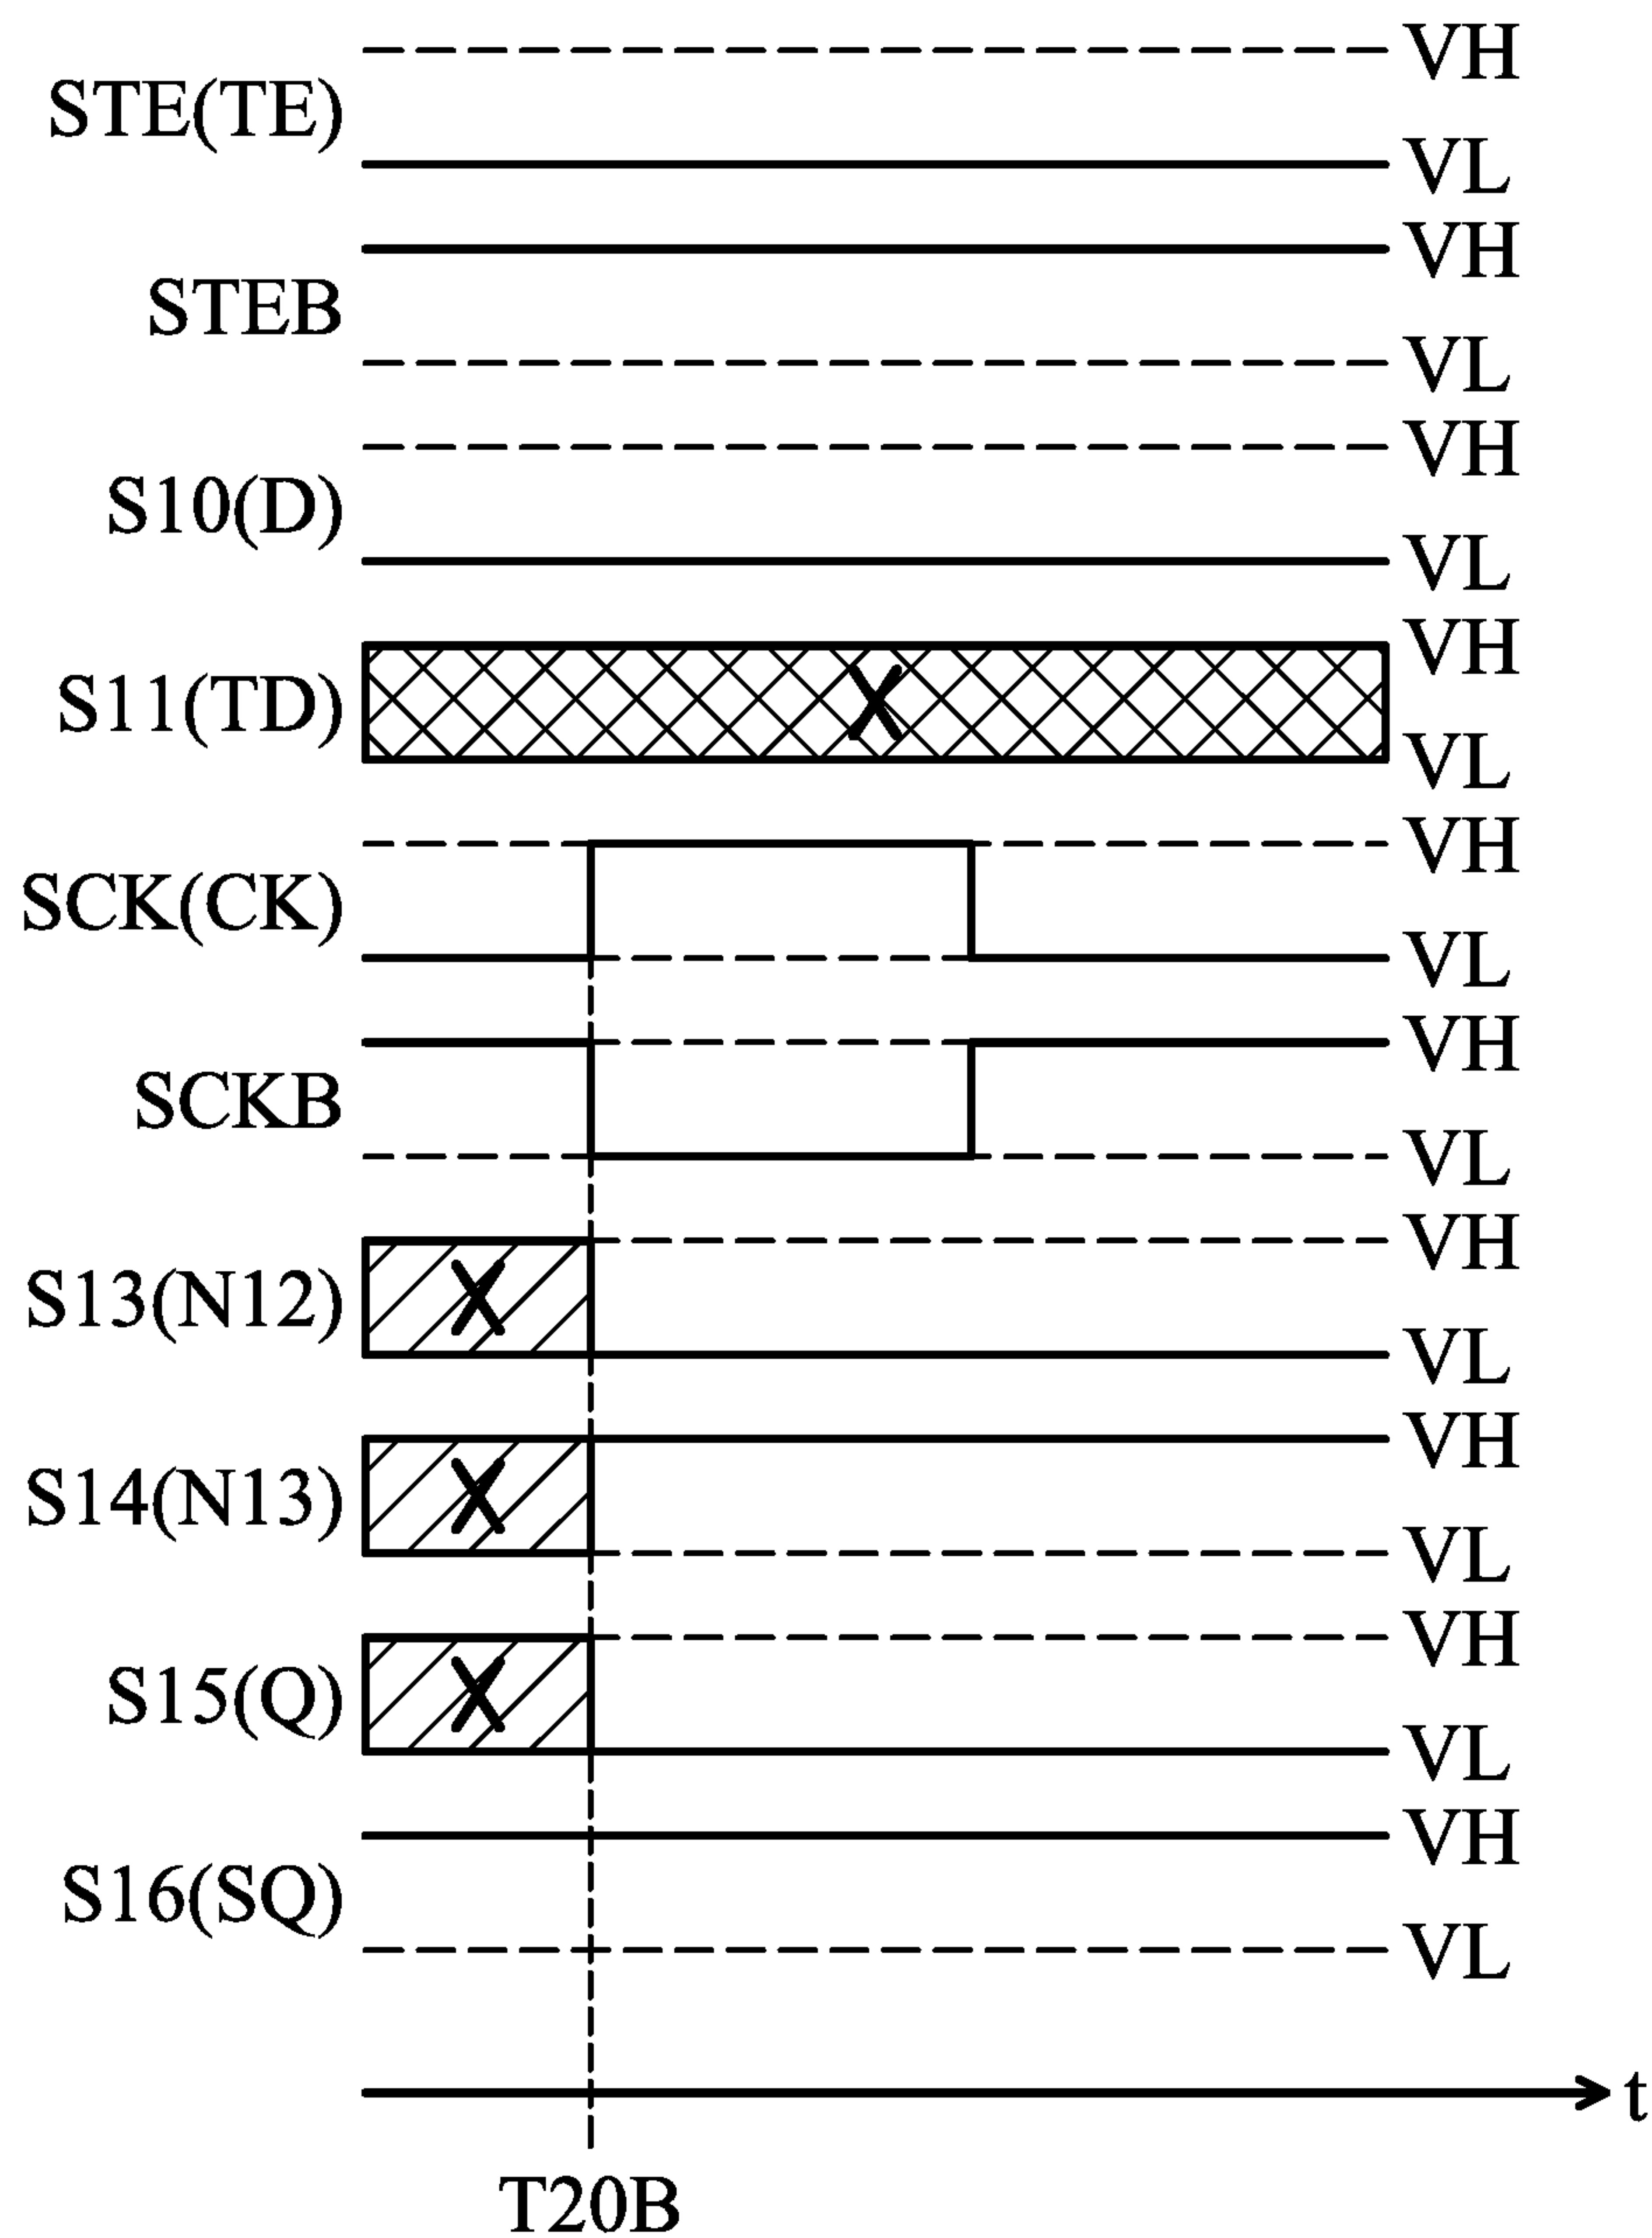 VH
STE(TE)
VL
VH
STEB
VL
VH
S10(D)
VL
VH
S11(TD)
X
VL
VH
SCK(CK)
VL
VH
SCKB
VL
VH
S13(N12)
X
VL
VH
S14(N13)
X
VL
VH
S15(Q)
X
VL
VH
S16(SQ)
VL
t
T20B